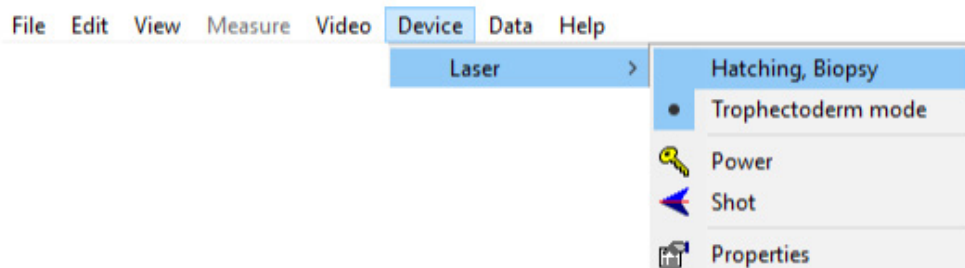 File Edit View Measure Video Device Data Help
Laser >
Hatching, Biopsy
Trophectoderm mode
Power
Shot
Properties